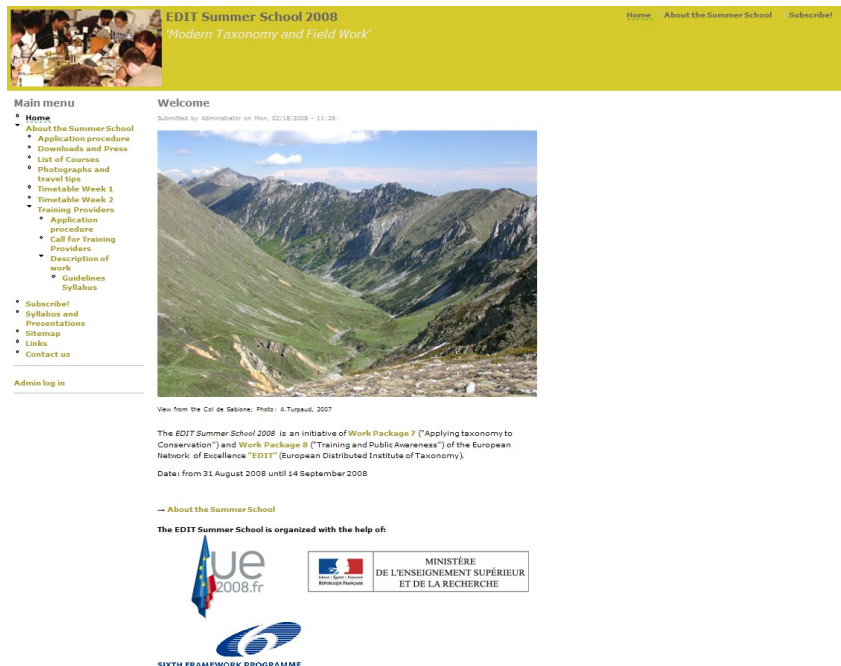 EDIT Summer School 2008
'Modern Taxonomy and Field Work'
Home About the Summer School Subscribe!
Main menu
Home
About the Summer School
Application procedure
Downloads and Press
List of Courses
Photographs and
travel tips
Timetable Week 1
Timetable Week 2
Training Providers
Application
procedure
Call for Training
Providers
Description of
work
Guidelines
Syllabus
Subscribe!
Syllabus and
Presentations
Sitemap
Links
Contact us
Admin log in
Welcome
Submitted by Administrator on Mon, 02/18/2008 - 11:26.
View from the Col de Sabione; Photo: A.Turpaud, 2007
The EDIT Summer School 2008 is an initiative of Work Package 7 ("Applying taxonomy to
Conservation") and Work Package 8 ("Training and Public Awareness") of the European
Network of Excellence "EDIT" (European Distributed Institute of Taxonomy).
Date: from 31 August 2008 until 14 September 2008
→ About the Summer School
The EDIT Summer School is organized with the help of:
ue
2008.fr
Liberté • Égalité • Fraternité
RÉPUBLIQUE FRANÇAISE
MINISTÈRE
DE L'ENSEIGNEMENT SUPÉRIEUR
ET DE LA RECHERCHE
6
SIXTH FRAMEWORK PROGRAMME